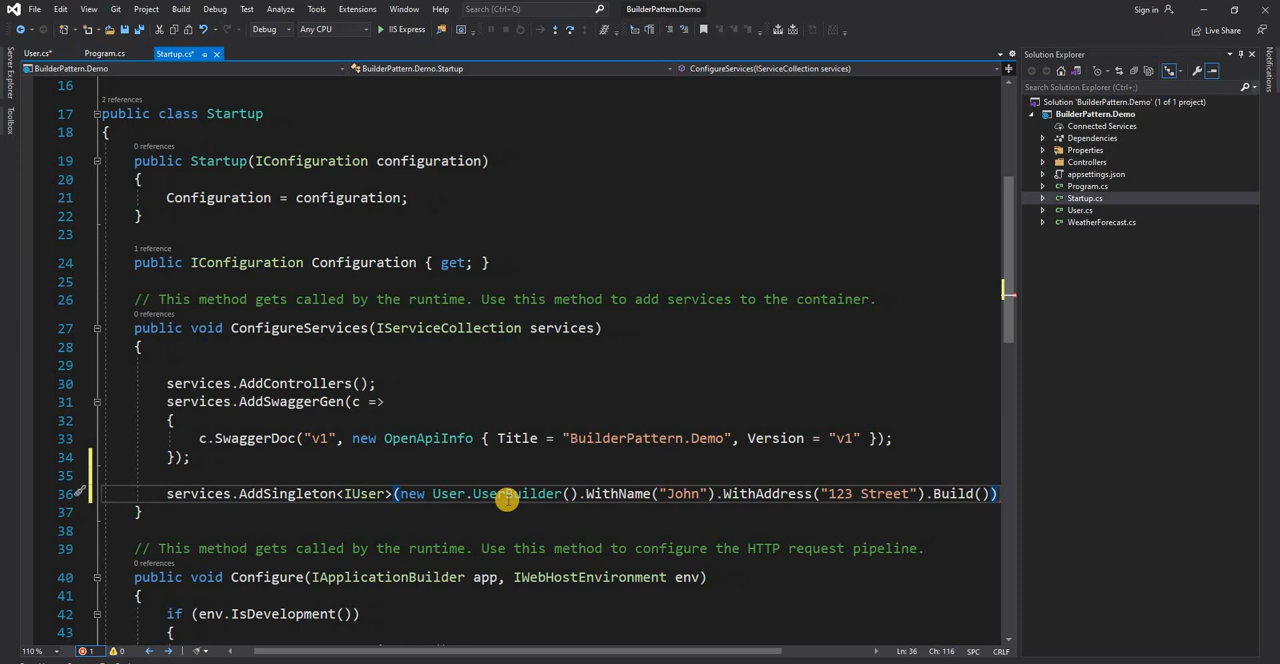 File Edit View Git Project Build Debug Test Analyze Tools Extensions Window Help Search (Ctrl+Q) BuilderPattern.Demo Sign in
Debug Any CPU IIS Express Live Share
User.cs* Program.cs Startup.cs*
BuilderPattern.Demo BuilderPattern.Demo.Startup ConfigureServices(IServiceCollection services)
Server Explorer
Toolbox
16
2 references
17 public class Startup
18 {
0 references
19 public Startup(IConfiguration configuration)
20 {
21 Configuration = configuration;
22 }
23
1 reference
24 public IConfiguration Configuration { get; }
25
26 // This method gets called by the runtime. Use this method to add services to the container.
0 references
27 public void ConfigureServices(IServiceCollection services)
28 {
29
30 services.AddControllers();
31 services.AddSwaggerGen(c =>
32 {
33 c.SwaggerDoc("v1", new OpenApiInfo { Title = "BuilderPattern.Demo", Version = "v1" });
34 });
35
36 services.AddSingleton<IUser>(new User.UserBuilder().WithName("John").WithAddress("123 Street").Build())
37 }
38
39 // This method gets called by the runtime. Use this method to configure the HTTP request pipeline.
0 references
40 public void Configure(IApplicationBuilder app, IWebHostEnvironment env)
41 {
42 if (env.IsDevelopment())
43 {
110 % 1 0 Ln: 36 Ch: 116 SPC CRLF
Solution Explorer
Search Solution Explorer (Ctrl+;)
Solution 'BuilderPattern.Demo' (1 of 1 project)
BuilderPattern.Demo
Connected Services
Dependencies
Properties
Controllers
appsettings.json
Program.cs
Startup.cs
User.cs
WeatherForecast.cs
Notifications